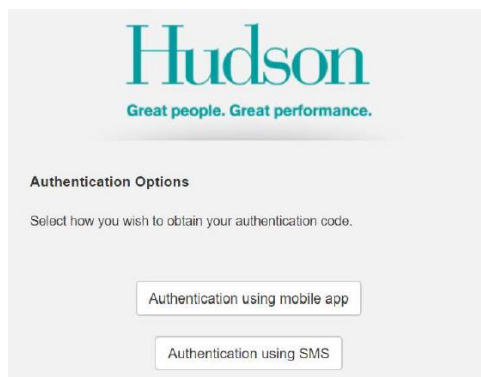 Hudson
Great people. Great performance.
Authentication Options
Select how you wish to obtain your authentication code.
Authentication using mobile app
Authentication using SMS